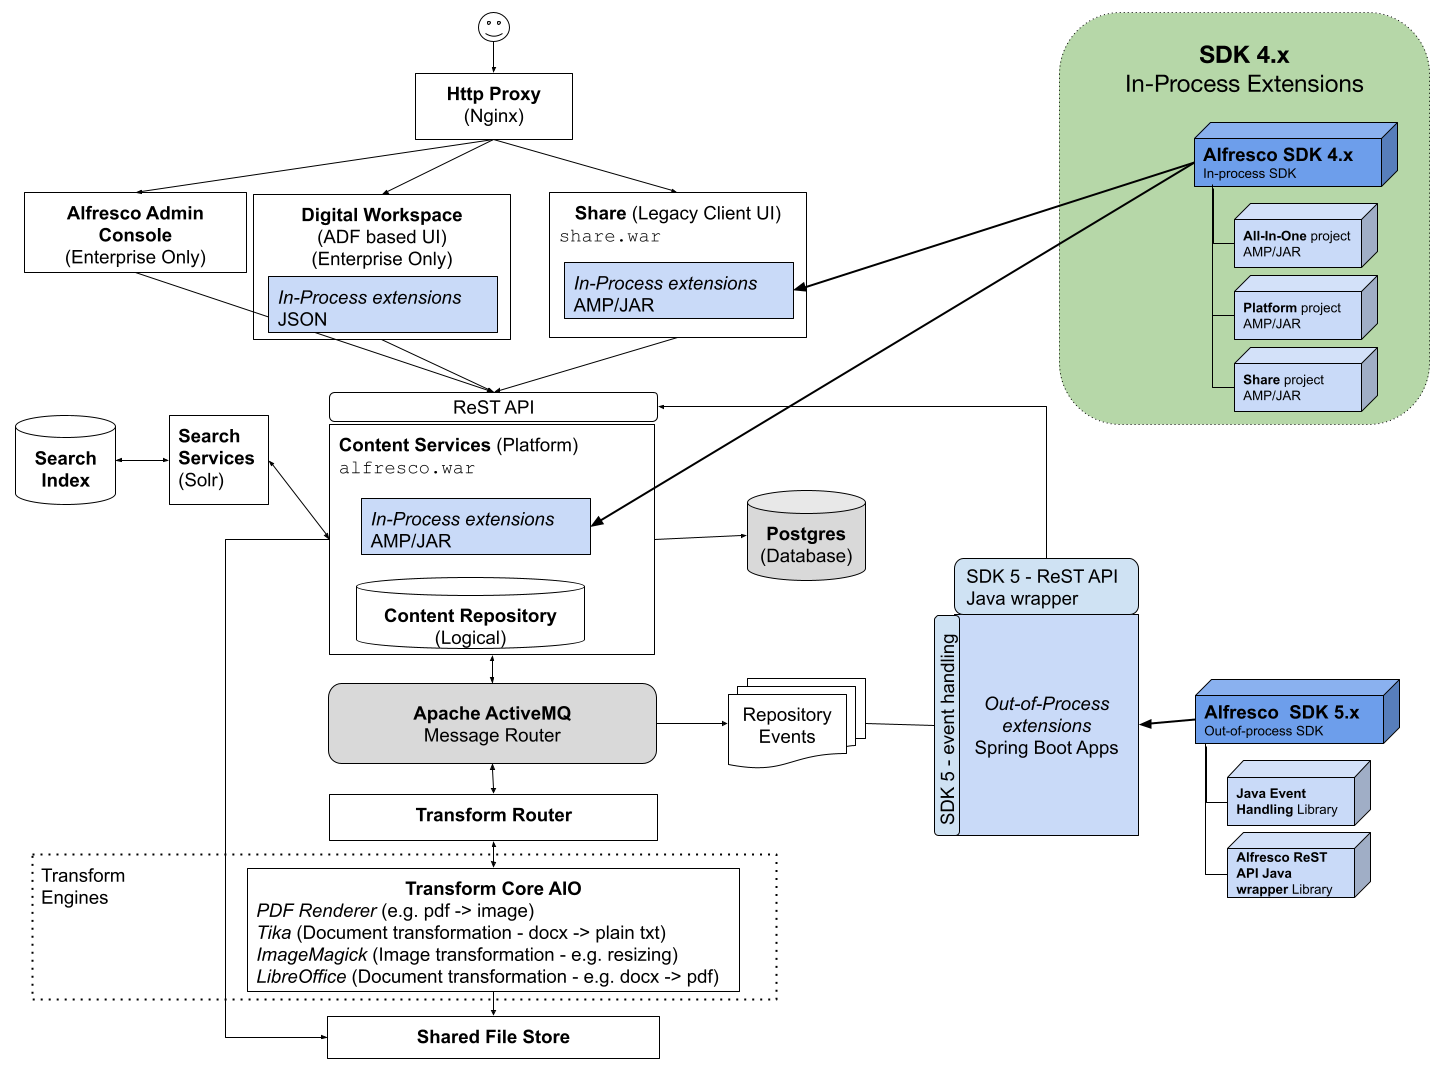 Http Proxy
(Nginx)
Alfresco Admin
Console
(Enterprise Only)
Digital Workspace
(ADF based UI)
(Enterprise Only)
In-Process extensions
JSON
Share (Legacy Client UI)
share.war
In-Process extensions
AMP/JAR
SDK 4.x
In-Process Extensions
Alfresco SDK 4.x
In-process SDK
All-In-One project
AMP/JAR
Platform project
AMP/JAR
Share project
AMP/JAR
ReST API
Content Services (Platform)
alfresco.war
In-Process extensions
AMP/JAR
Content Repository
(Logical)
Search
Index
Search
Services
(Solr)
Postgres
(Database)
Apache ActiveMQ
Message Router
Repository
Events
SDK 5 - ReST API
Java wrapper
SDK 5 - event handling
Out-of-Process
extensions
Spring Boot Apps
Alfresco  SDK 5.x
Out-of-process SDK
Java Event
Handling Library
Alfresco ReST
API Java
wrapper Library
Transform Router
Transform
Engines
Transform Core AIO
PDF Renderer (e.g. pdf -> image)
Tika (Document transformation - docx -> plain txt)
ImageMagick (Image transformation - e.g. resizing)
LibreOffice (Document transformation - e.g. docx -> pdf)
Shared File Store